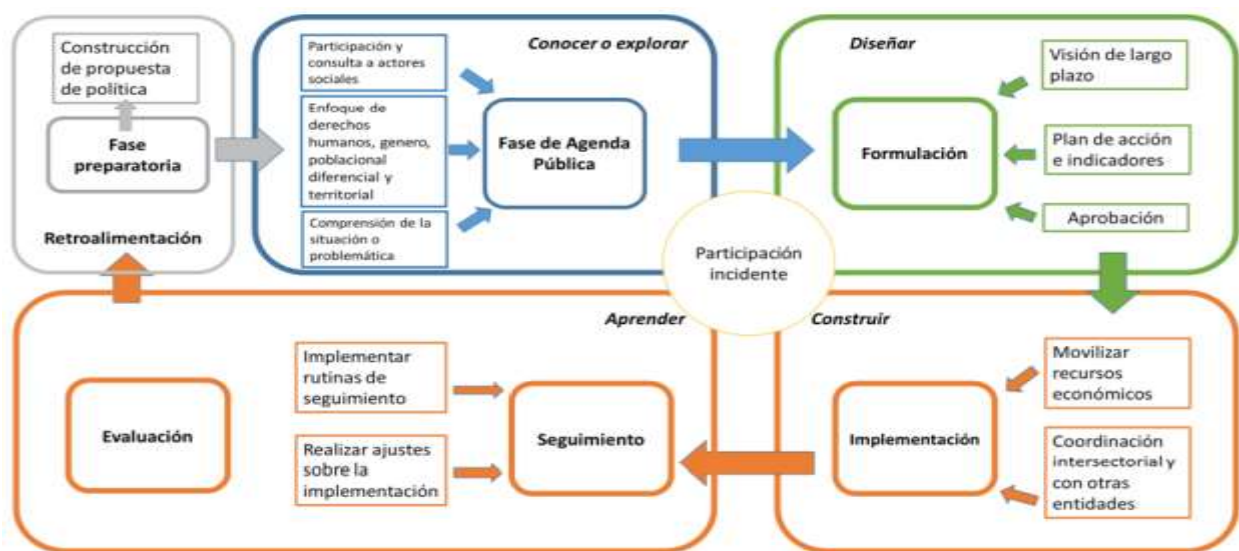 Construcción
de propuesta
de política
Fase
preparatoria
Retroalimentación
Conocer o explorar
Participación y
consulta a actores
sociales
Enfoque de
derechos
humanos, genero,
poblacional
diferencial y
territorial
Comprensión de la
situación o
problemática
Fase de Agenda
Pública
Diseñar
Visión de largo
plazo
Formulación
Plan de acción
e indicadores
Aprobación
Participación
incidente
Aprender
Evaluación
Implementar
rutinas de
seguimiento
Realizar ajustes
sobre la
implementación
Seguimiento
Construir
Implementación
Movilizar
recursos
económicos
Coordinación
intersectorial y
con otras
entidades